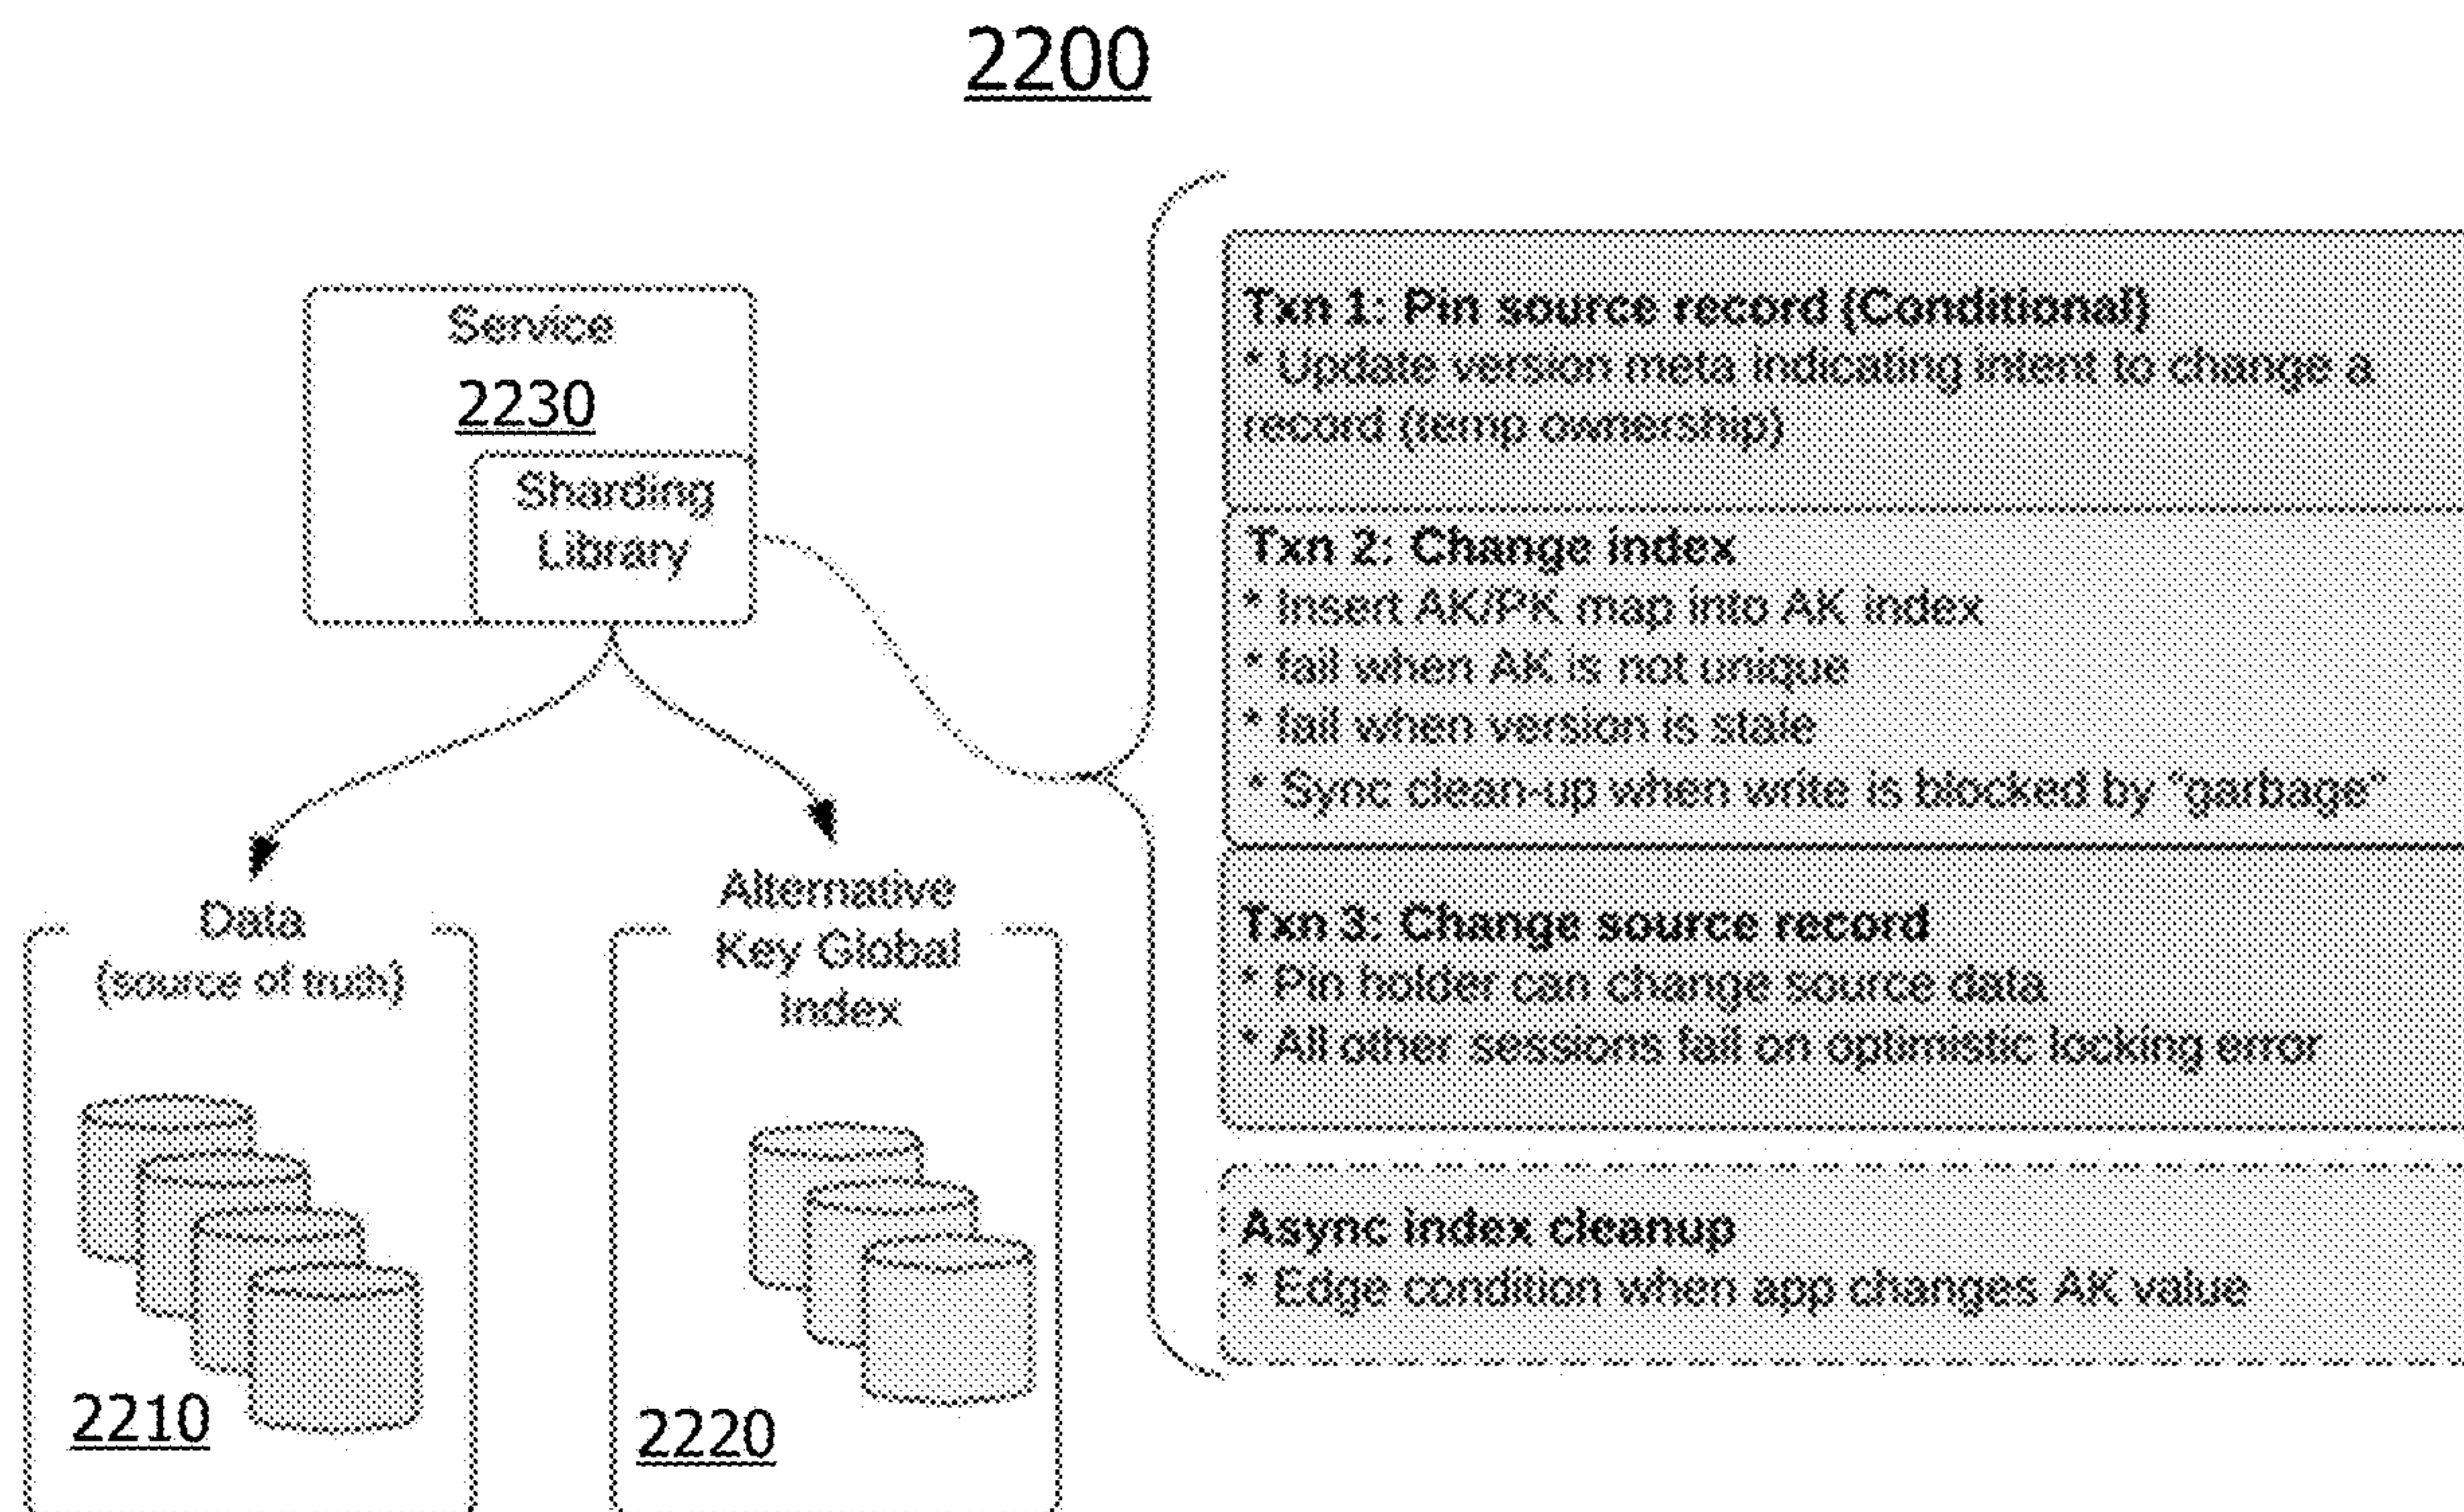 2200
Service
2230
Sharding
Library
Data
(source of truth)
2210
Alternative
Key Global
Index
2220
Txn 1: Pin source record (Conditional)
* Update version meta indicating intent to change a
record (temp ownership)
Txn 2: Change index
* Insert AK/PK map into AK index
* fail when AK is not unique
* fail when version is stale
* Sync clean-up when write is blocked by "garbage"
Txn 3: Change source record
* Pin holder can change source data
* All other sessions fail on optimistic locking error
Async index cleanup
* Edge condition when app changes AK value